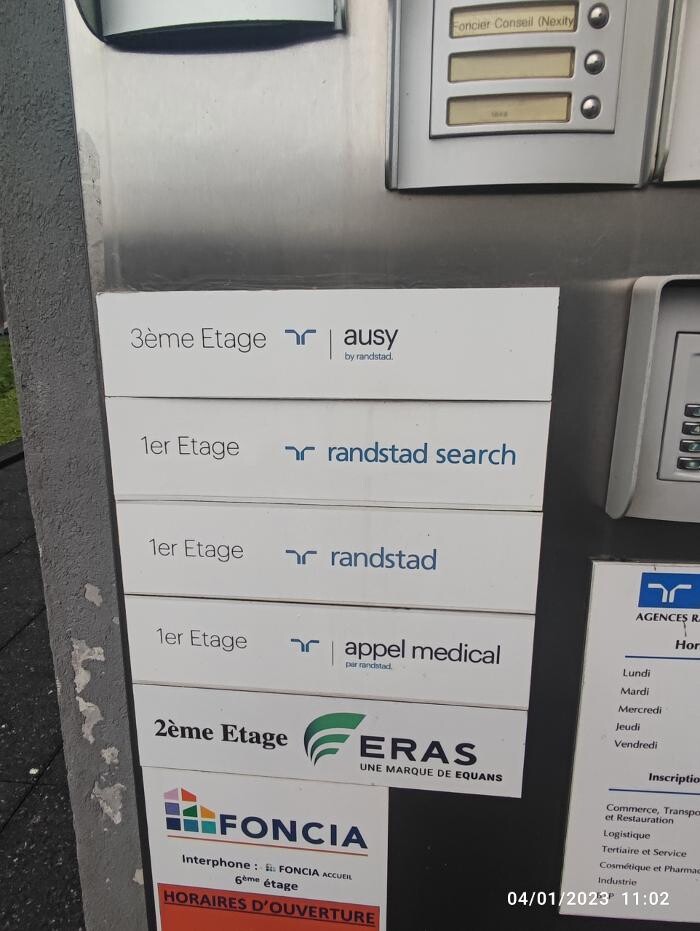 Foncier Conseil (Nexity
3ème Etage
ausy
by randstad.
1er Etage
randstad search
1er Etage
randstad
1er Etage
appel medical
par randstad.
2ème Etage
ERAS
UNE MARQUE DE EQUANS
FONCIA
Interphone : FONCIA ACCUEIL
6ème étage
HORAIRES D'OUVERTURE
AGENCES
Lundi
Mardi
Mercredi
Jeudi
Vendredi
Commerce,
et Restauration
Logistique
Tertiaire et Service
Cosmétique et
Industrie
04/01/2023 11:02